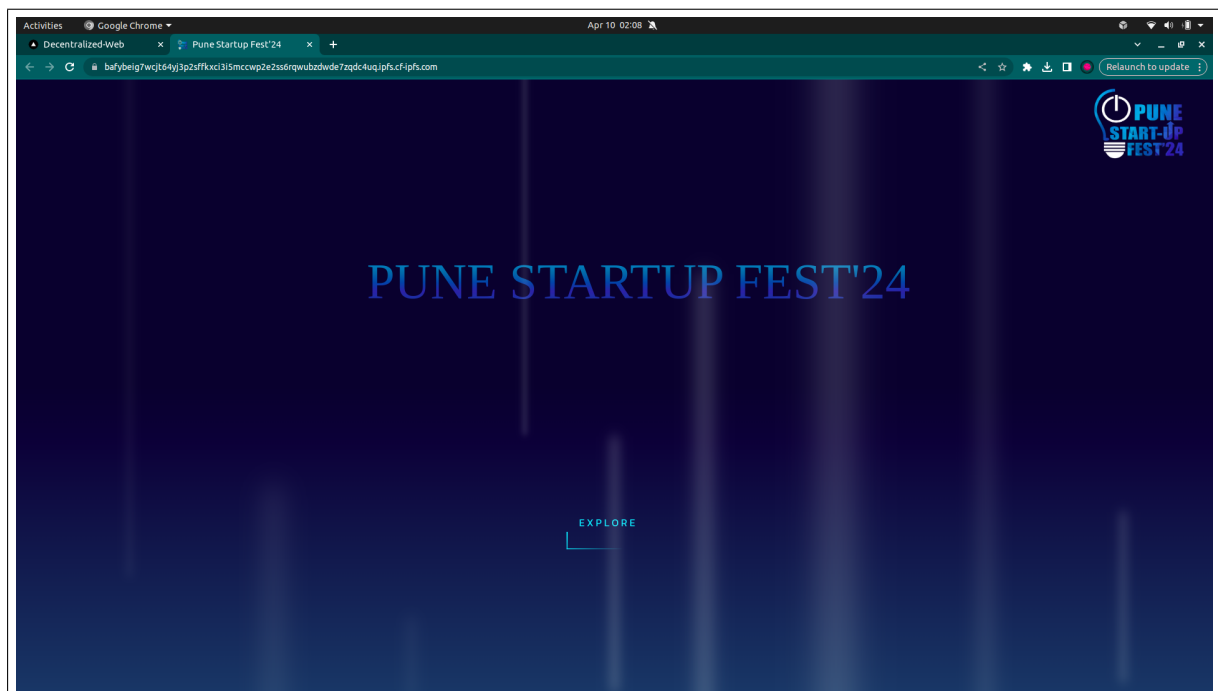 Activities Google Chrome Apr 10 02:08
Decentralized-Web Pune Startup Fest'24
bafybeig7wcjt64yj3p2sffkxci3i5mccwp2e2ss6rqwubzdwde7zqdc4uq.ipfs.cf-ipfs.com Relaunch to update
PUNE
START-UP
FEST'24
PUNE STARTUP FEST'24
EXPLORE